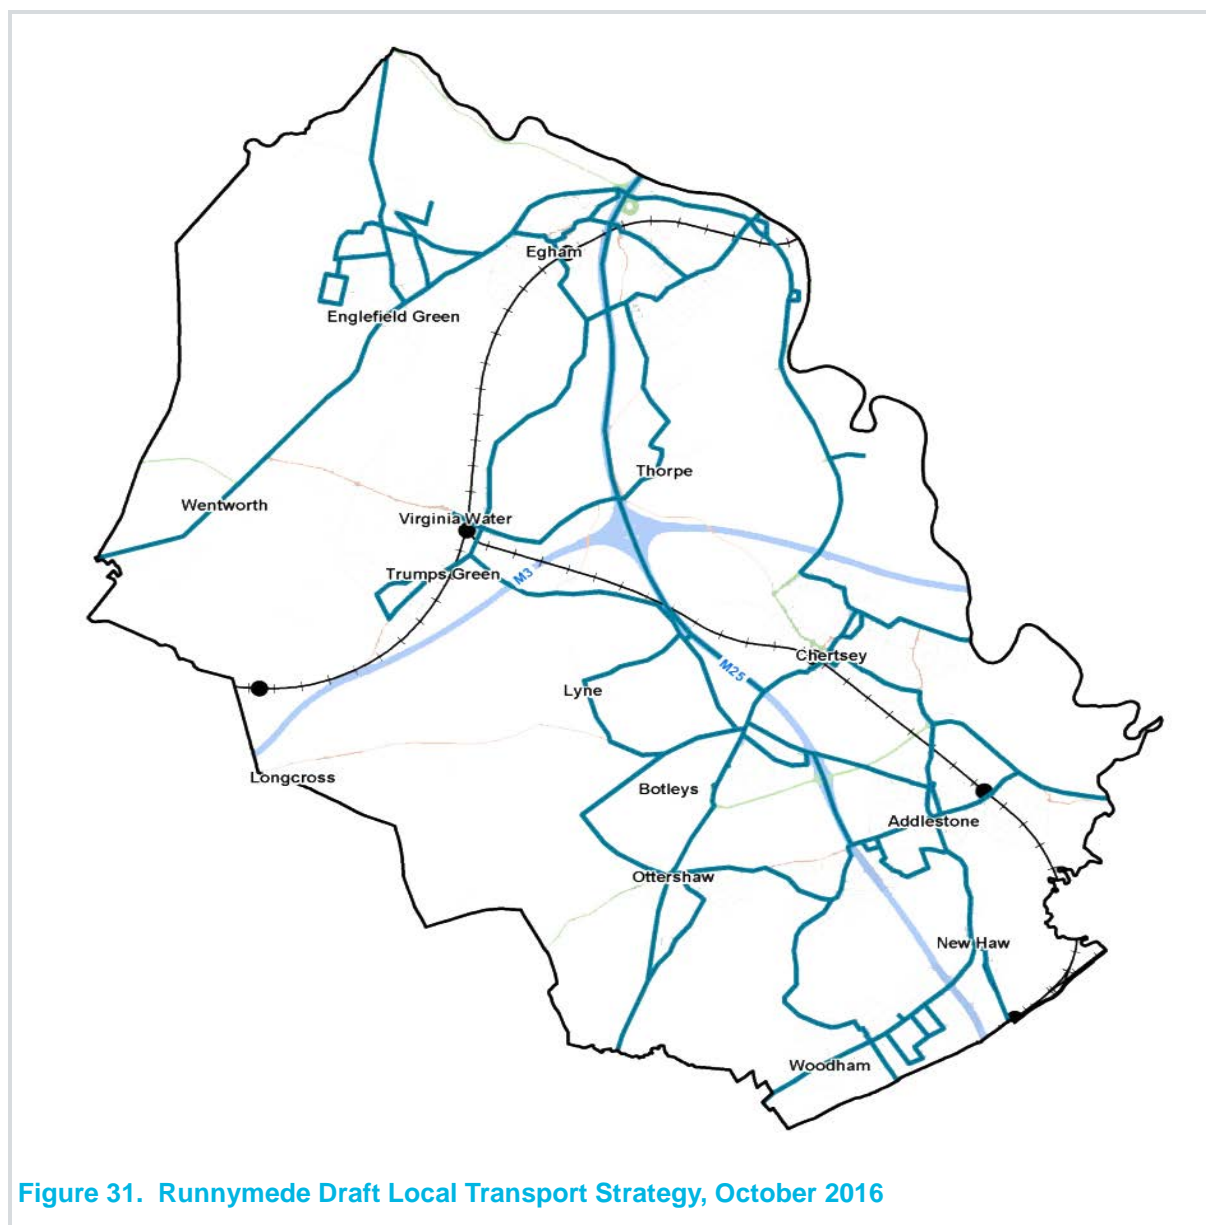 Egham
Englefield Green
Thorpe
Wentworth
Virginia Water
Trumps Green
M3
Chertsey
M25
Lyne
Longcross
Botleys
Addlestone
Ottershaw
New Haw
Woodham
Figure 31. Runnymede Draft Local Transport Strategy, October 2016